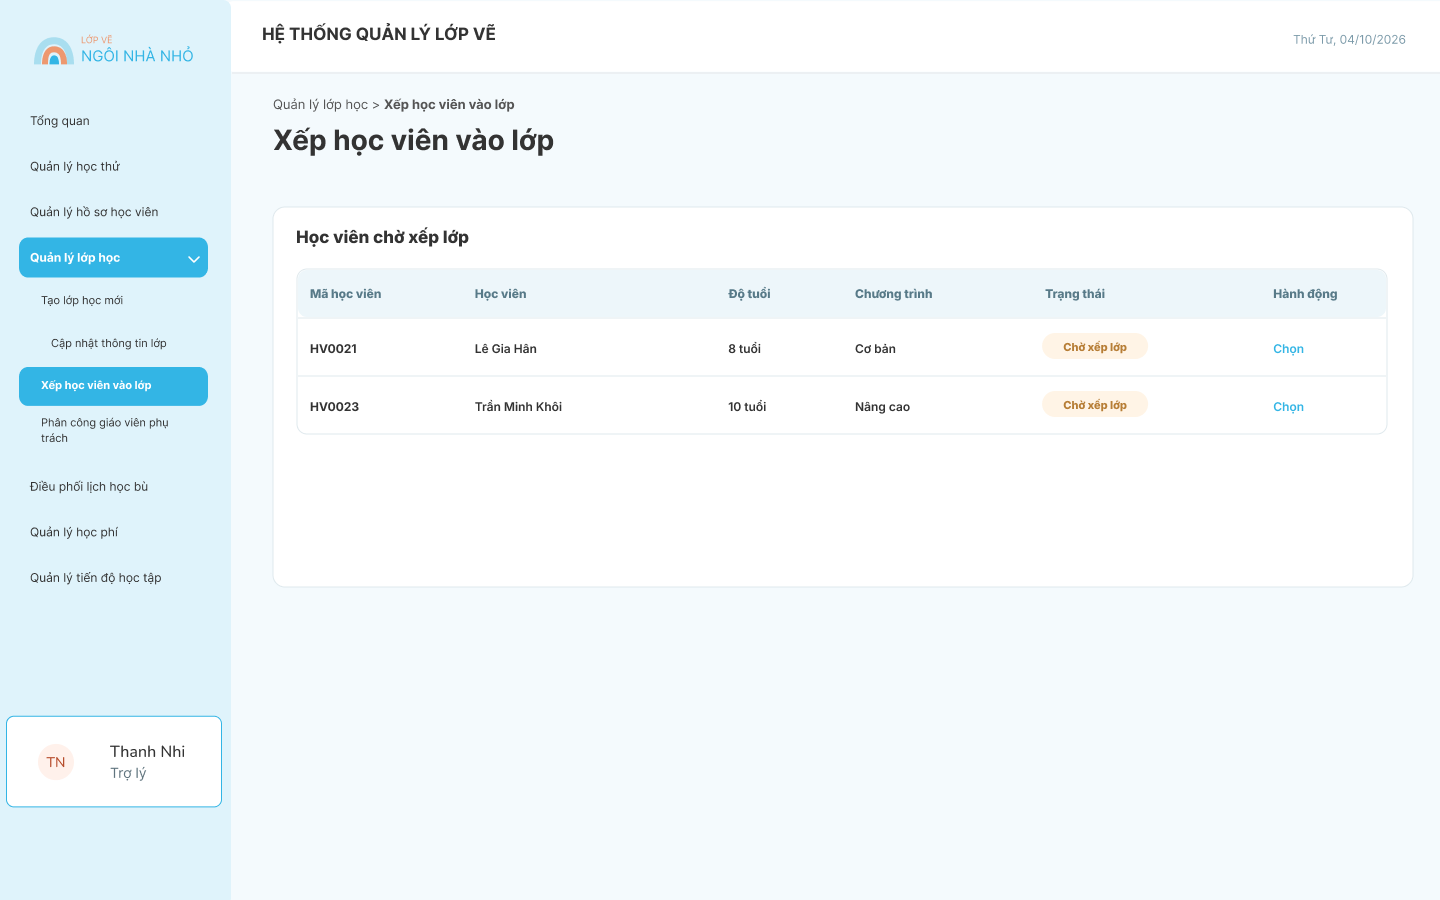 LỚP VẼ
NGÔI NHÀ NHỎ
Tổng quan
Quản lý học thử
Quản lý hồ sơ học viên
Quản lý lớp học
Tạo lớp học mới
Cập nhật thông tin lớp
Xếp học viên vào lớp
Phân công giáo viên phụ
trách
Điều phối lịch học bù
Quản lý học phí
Quản lý tiến độ học tập
TN
Thanh Nhi
Trợ lý
HỆ THỐNG QUẢN LÝ LỚP VẼ
Thứ Tư, 04/10/2026
Quản lý lớp học > Xếp học viên vào lớp
Xếp học viên vào lớp
Học viên chờ xếp lớp
Mã học viên Học viên Độ tuổi Chương trình Trạng thái Hành động
HV0021 Lê Gia Hân 8 tuổi Cơ bản Chờ xếp lớp Chọn
HV0023 Trần Minh Khôi 10 tuổi Nâng cao Chờ xếp lớp Chọn